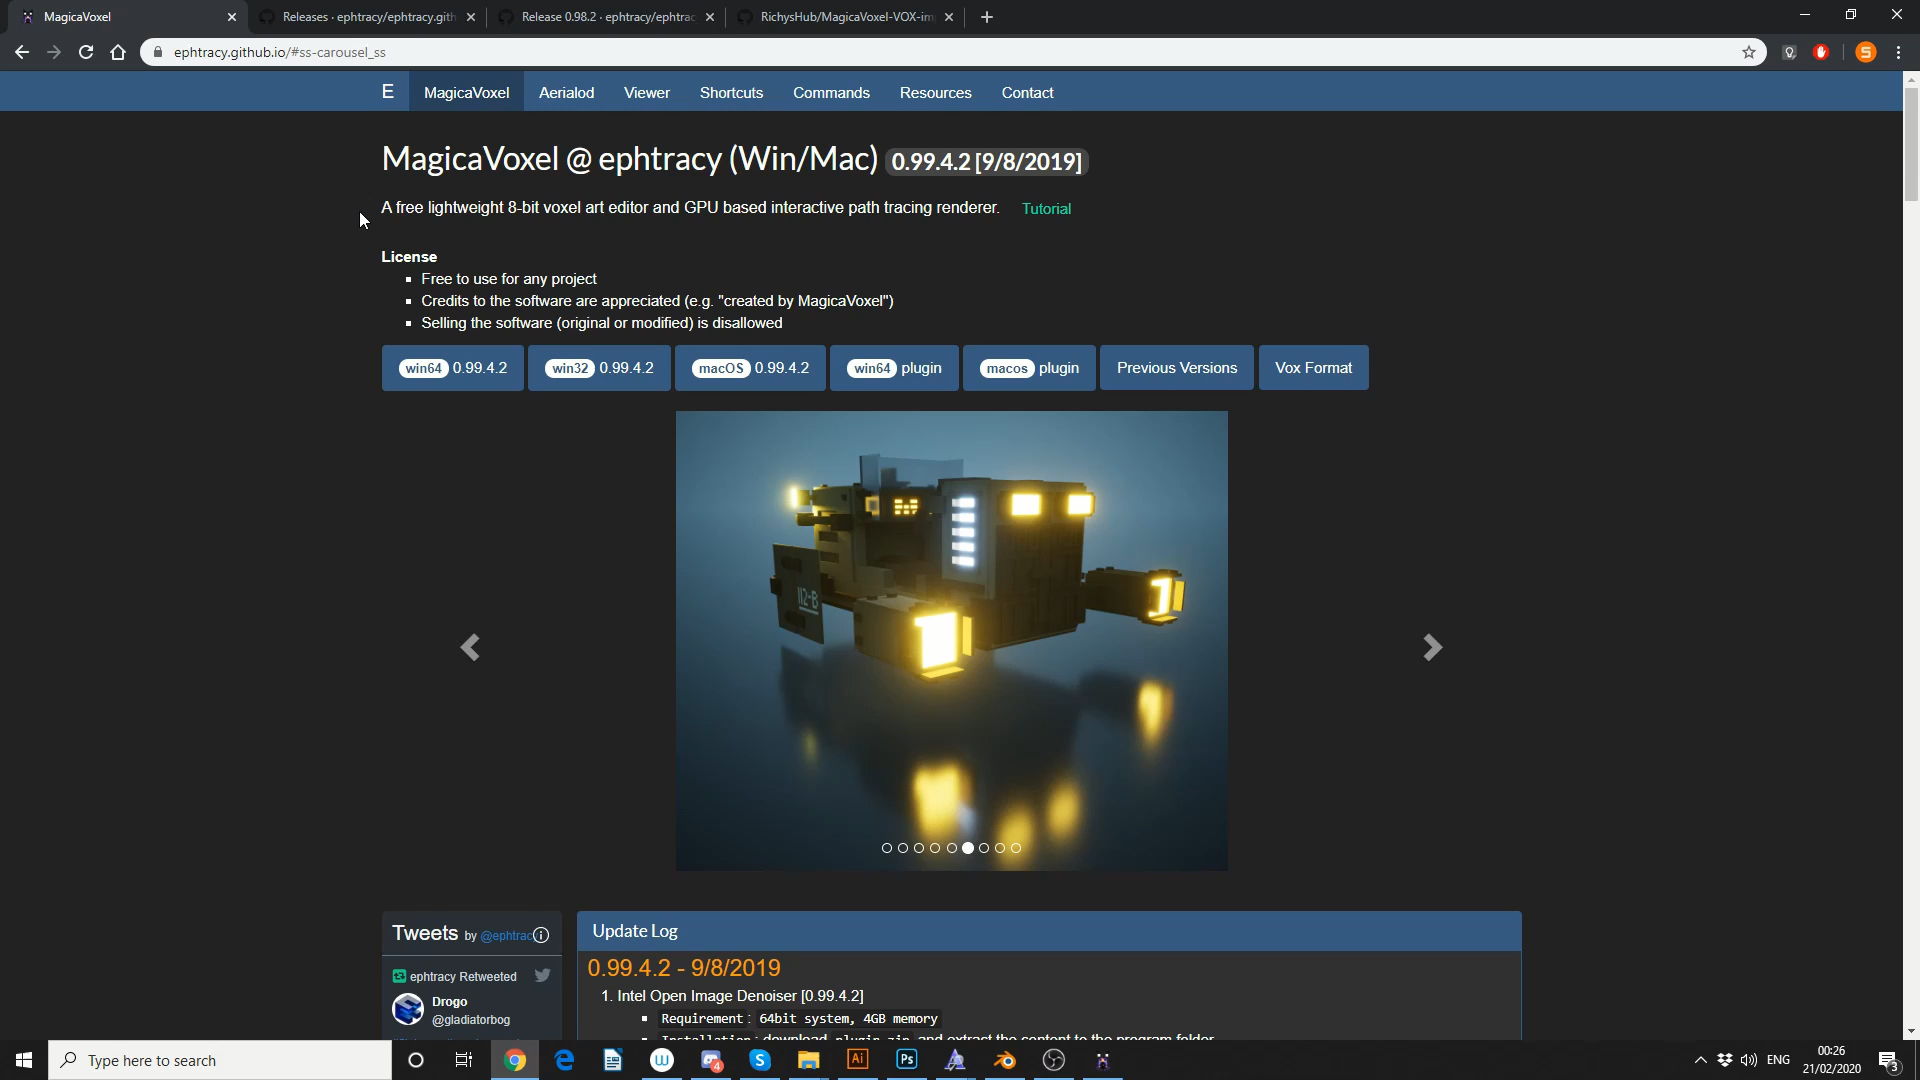 MagicaVoxel
Releases · ephtracy/ephtracy.gith
Release 0.98.2 · ephtracy/ephtrac
RichysHub/MagicaVoxel-VOX-im
ephtracy.github.io/#ss-carousel_ss
S
E MagicaVoxel Aerialod Viewer Shortcuts Commands Resources Contact
MagicaVoxel @ ephtracy (Win/Mac) 0.99.4.2 [9/8/2019]
A free lightweight 8-bit voxel art editor and GPU based interactive path tracing renderer. Tutorial
License
Free to use for any project
Credits to the software are appreciated (e.g. "created by MagicaVoxel")
Selling the software (original or modified) is disallowed
win64 0.99.4.2 win32 0.99.4.2 macOS 0.99.4.2 win64 plugin macos plugin Previous Versions Vox Format
112-B
Tweets by @ephtrac
ephtracy Retweeted
Drogo
@gladiatorbog
Update Log
0.99.4.2 - 9/8/2019
1. Intel Open Image Denoiser [0.99.4.2]
Requirement : 64bit system, 4GB memory
Installation : download plugin.zip and extract the content to the program folder
Type here to search
4
Ai
Ps
ENG
00:26
21/02/2020
3